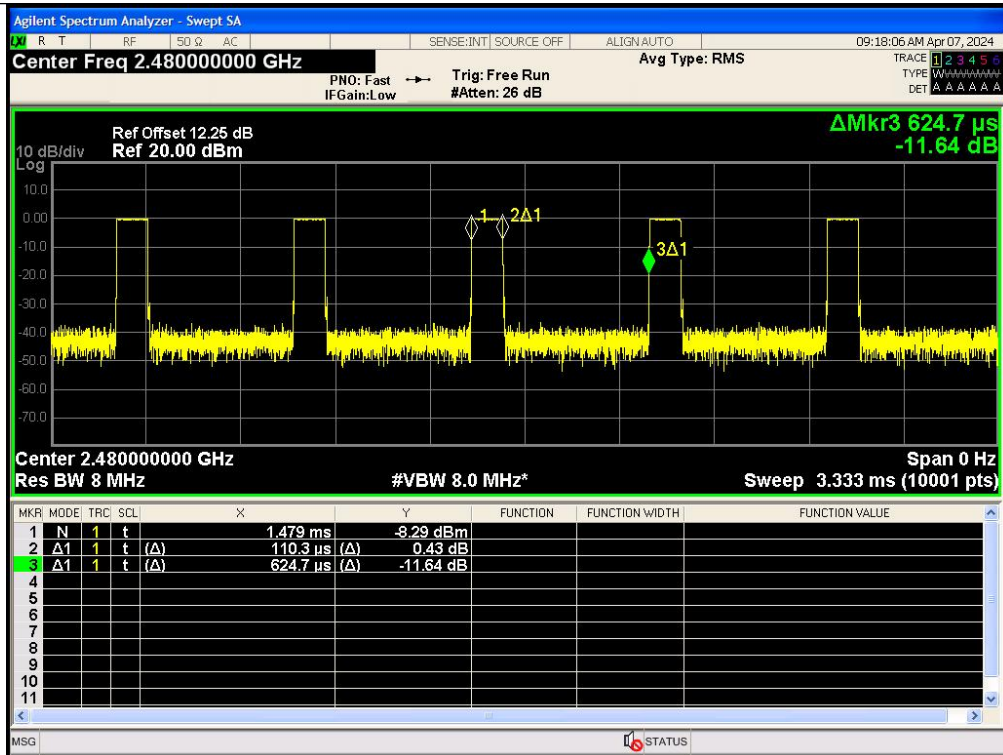 Agilent Spectrum Analyzer - Swept SA
LXI R T RF 50 Ω AC SENSE:INT SOURCE OFF ALIGN AUTO 09:18:06 AM Apr 07, 2024
Center Freq 2.480000000 GHz Avg Type: RMS TRACE 1 2 3 4 5 6
PNO: Fast Trig: Free Run TYPE WWWWWW
IFGain:Low #Atten: 26 dB DET A A A A A A
ΔMkr3 624.7 µs
Ref Offset 12.25 dB
10 dB/div Ref 20.00 dBm -11.64 dB
Log
10.0
0.00
1 2Δ1
-10.0
3Δ1
-20.0
-30.0
-40.0
-50.0
-60.0
-70.0
Center 2.480000000 GHz Span 0 Hz
Res BW 8 MHz #VBW 8.0 MHz* Sweep 3.333 ms (10001 pts)
MKR MODE TRC SCL X Y FUNCTION FUNCTION WIDTH FUNCTION VALUE
1 N 1 t 1.479 ms -8.29 dBm
2 Δ1 1 t (Δ) 110.3 µs (Δ) 0.43 dB
3 Δ1 1 t (Δ) 624.7 µs (Δ) -11.64 dB
4
5
6
7
8
9
10
11
MSG STATUS